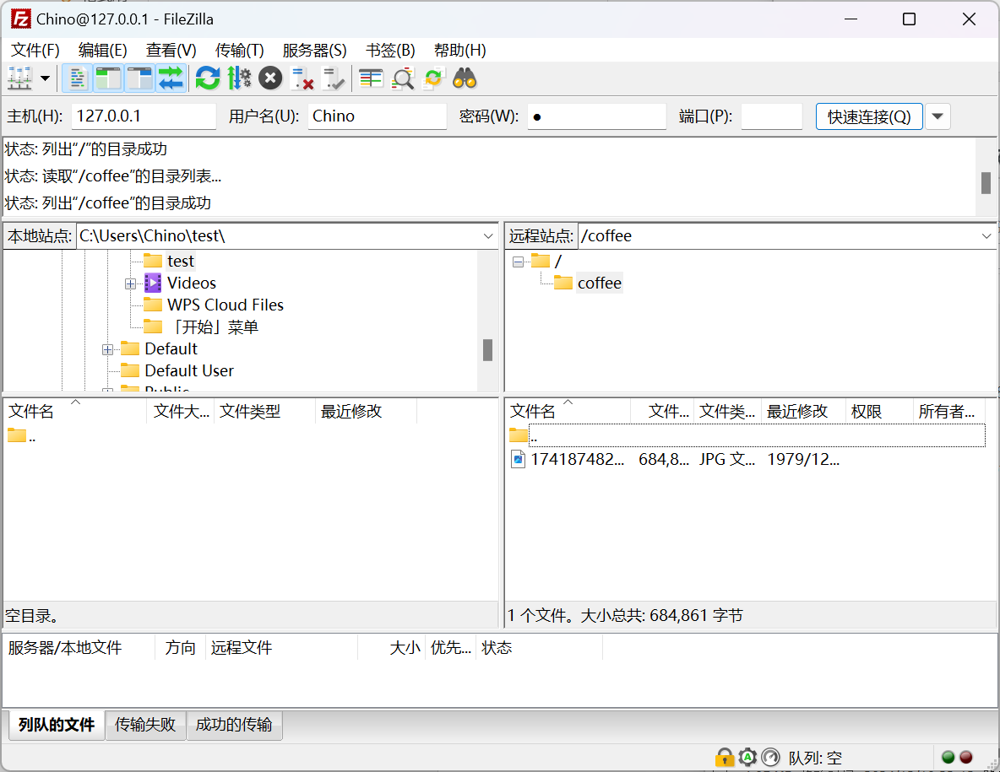 Chino@127.0.0.1 - FileZilla
文件(F) 编辑(E) 查看(V) 传输(T) 服务器(S) 书签(B) 帮助(H)
主机(H): 127.0.0.1 用户名(U): Chino 密码(W): ● 端口(P): 快速连接(Q)
状态: 列出“/”的目录成功
状态: 读取“/coffee”的目录列表...
状态: 列出“/coffee”的目录成功
本地站点: C:\Users\Chino\test\
test
Videos
WPS Cloud Files
「开始」菜单
Default
Default User
Public
远程站点: /coffee
/
coffee
文件名 文件大... 文件类型 最近修改
..
空目录。
文件名 文件... 文件类... 最近修改 权限 所有者...
..
174187482... 684,8... JPG 文... 1979/12...
1 个文件。大小总共: 684,861 字节
服务器/本地文件 方向 远程文件 大小 优先... 状态
列队的文件 传输失败 成功的传输
队列: 空